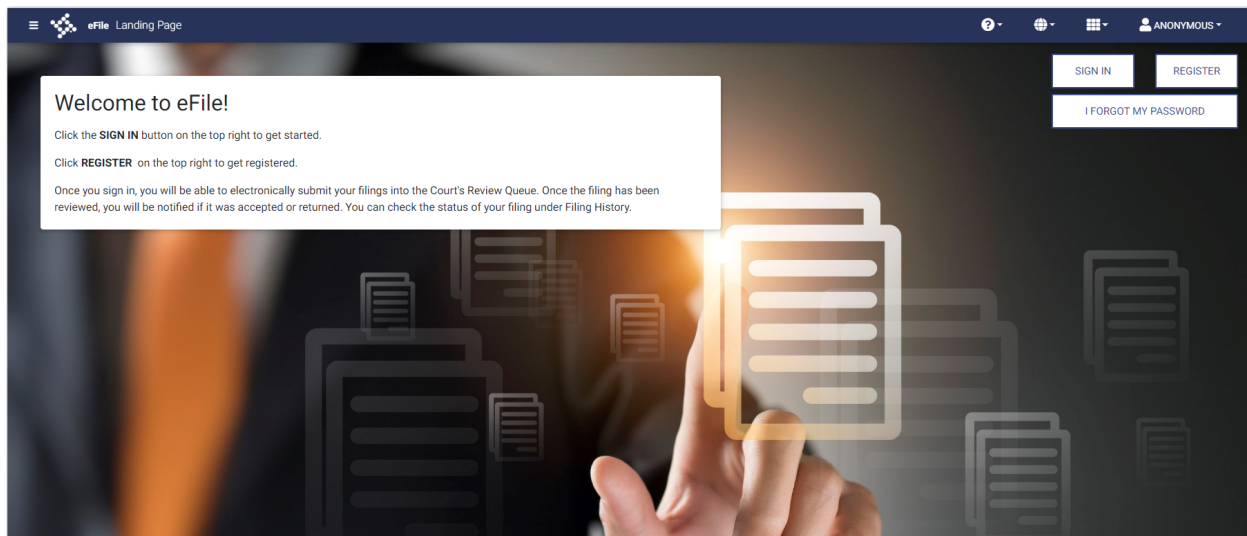 eFile Landing Page
ANONYMOUS
SIGN IN
REGISTER
I FORGOT MY PASSWORD
Welcome to eFile!
Click the SIGN IN button on the top right to get started.
Click REGISTER on the top right to get registered.
Once you sign in, you will be able to electronically submit your filings into the Court's Review Queue. Once the filing has been
reviewed, you will be notified if it was accepted or returned. You can check the status of your filing under Filing History.